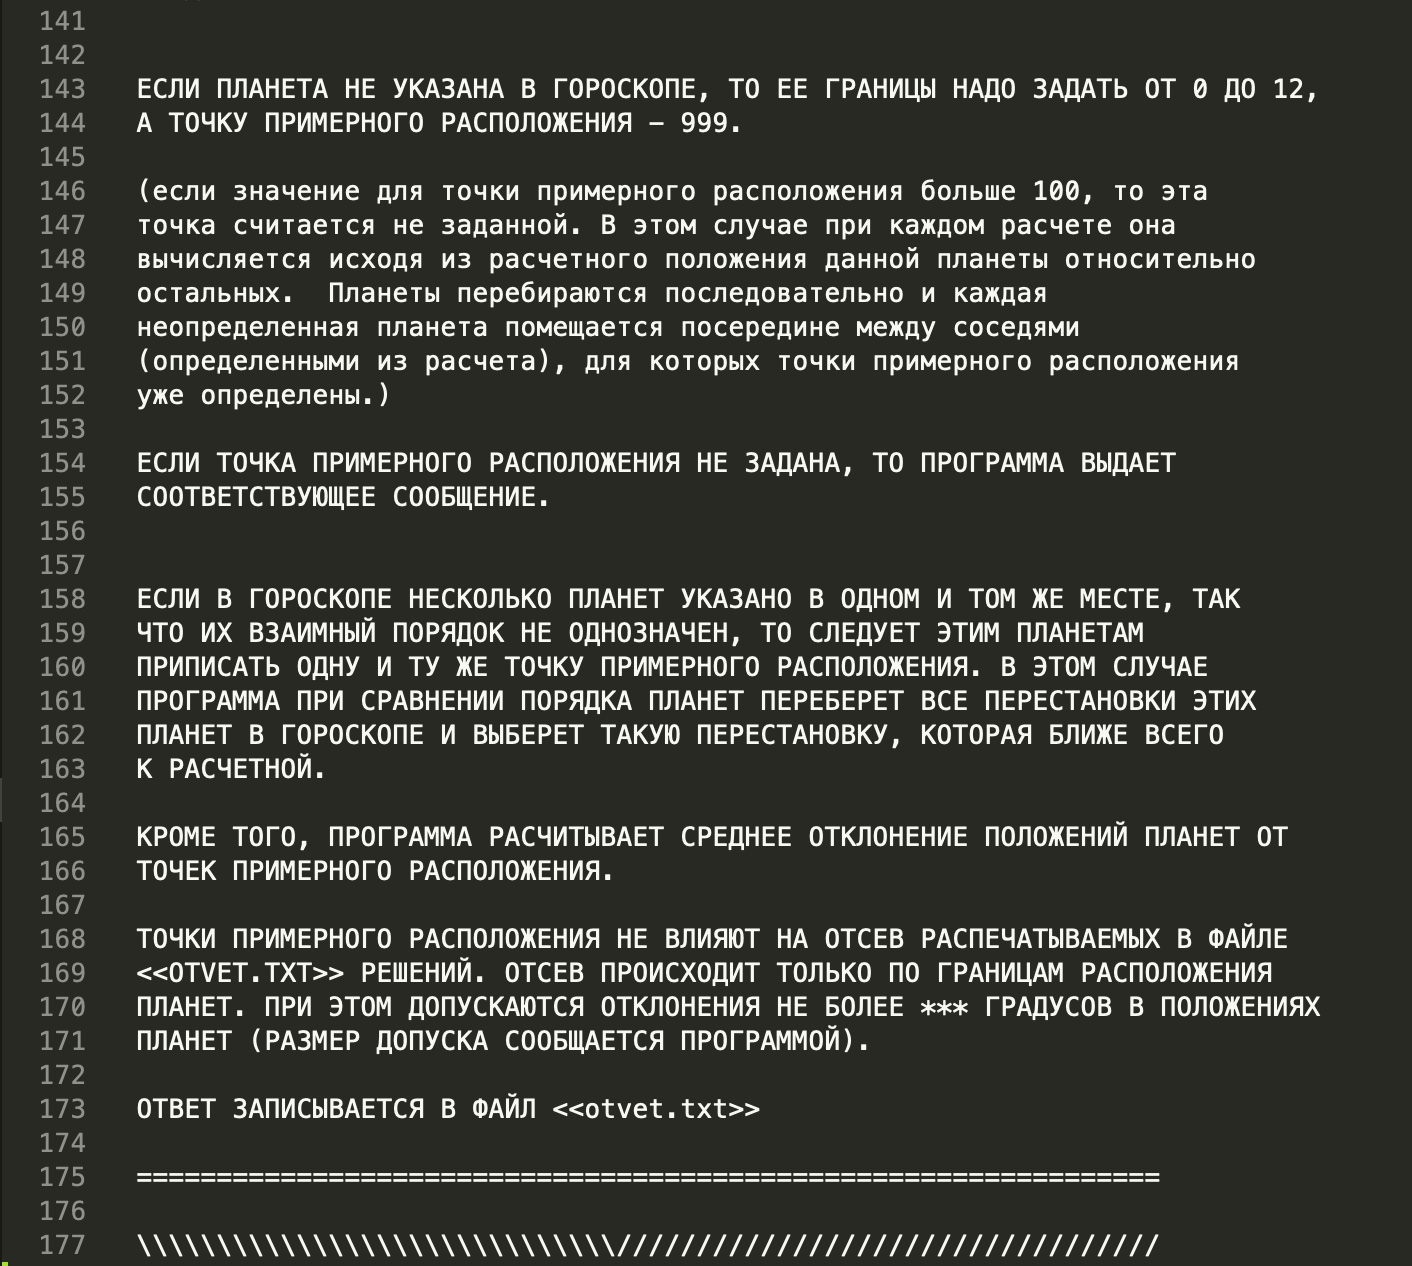 141
142
143 ЕСЛИ ПЛАНЕТА НЕ УКАЗАНА В ГОРОСКОПЕ, ТО ЕЕ ГРАНИЦЫ НАДО ЗАДАТЬ ОТ 0 ДО 12,
144 А ТОЧКУ ПРИМЕРНОГО РАСПОЛОЖЕНИЯ – 999.
145
146 (если значение для точки примерного расположения больше 100, то эта
147 точка считается не заданной. В этом случае при каждом расчете она
148 вычисляется исходя из расчетного положения данной планеты относительно
149 остальных.  Планеты перебираются последовательно и каждая
150 неопределенная планета помещается посередине между соседями
151 (определенными из расчета), для которых точки примерного расположения
152 уже определены.)
153
154 ЕСЛИ ТОЧКА ПРИМЕРНОГО РАСПОЛОЖЕНИЯ НЕ ЗАДАНА, ТО ПРОГРАММА ВЫДАЕТ
155 СООТВЕТСТВУЮЩЕЕ СООБЩЕНИЕ.
156
157
158 ЕСЛИ В ГОРОСКОПЕ НЕСКОЛЬКО ПЛАНЕТ УКАЗАНО В ОДНОМ И ТОМ ЖЕ МЕСТЕ, ТАК
159 ЧТО ИХ ВЗАИМНЫЙ ПОРЯДОК НЕ ОДНОЗНАЧЕН, ТО СЛЕДУЕТ ЭТИМ ПЛАНЕТАМ
160 ПРИПИСАТЬ ОДНУ И ТУ ЖЕ ТОЧКУ ПРИМЕРНОГО РАСПОЛОЖЕНИЯ. В ЭТОМ СЛУЧАЕ
161 ПРОГРАММА ПРИ СРАВНЕНИИ ПОРЯДКА ПЛАНЕТ ПЕРЕБЕРЕТ ВСЕ ПЕРЕСТАНОВКИ ЭТИХ
162 ПЛАНЕТ В ГОРОСКОПЕ И ВЫБЕРЕТ ТАКУЮ ПЕРЕСТАНОВКУ, КОТОРАЯ БЛИЖЕ ВСЕГО
163 К РАСЧЕТНОЙ.
164
165 КРОМЕ ТОГО, ПРОГРАММА РАСЧИТЫВАЕТ СРЕДНЕЕ ОТКЛОНЕНИЕ ПОЛОЖЕНИЙ ПЛАНЕТ ОТ
166 ТОЧЕК ПРИМЕРНОГО РАСПОЛОЖЕНИЯ.
167
168 ТОЧКИ ПРИМЕРНОГО РАСПОЛОЖЕНИЯ НЕ ВЛИЯЮТ НА ОТСЕВ РАСПЕЧАТЫВАЕМЫХ В ФАЙЛЕ
169 <<OTVET.TXT>> РЕШЕНИЙ. ОТСЕВ ПРОИСХОДИТ ТОЛЬКО ПО ГРАНИЦАМ РАСПОЛОЖЕНИЯ
170 ПЛАНЕТ. ПРИ ЭТОМ ДОПУСКАЮТСЯ ОТКЛОНЕНИЯ НЕ БОЛЕЕ *** ГРАДУСОВ В ПОЛОЖЕНИЯХ
171 ПЛАНЕТ (РАЗМЕР ДОПУСКА СООБЩАЕТСЯ ПРОГРАММОЙ).
172
173 ОТВЕТ ЗАПИСЫВАЕТСЯ В ФАЙЛ <<otvet.txt>>
174
175 ================================================================
176
177 \\\\\\\\\\\\\\\\\\\\\\\\\\\\\\//////////////////////////////////